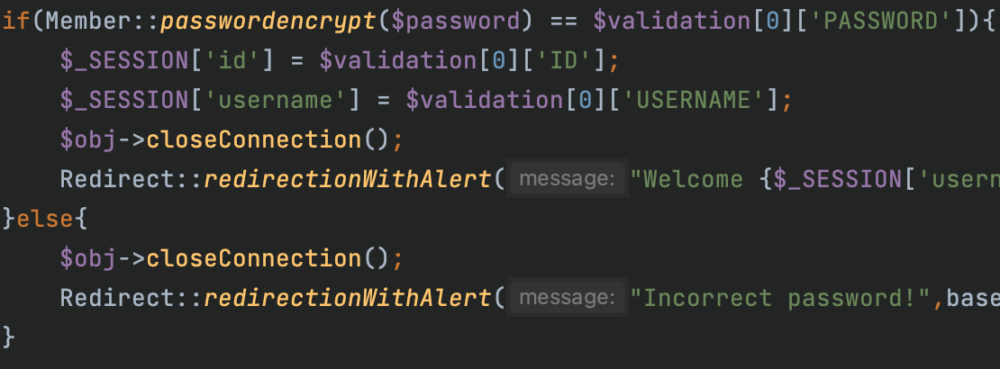 if(Member::passwordencrypt($password) == $validation[0]['PASSWORD']){
$_SESSION['id'] = $validation[0]['ID'];
$_SESSION['username'] = $validation[0]['USERNAME'];
$obj->closeConnection();
Redirect::redirectionWithAlert( message: "Welcome {$_SESSION['usern
}else{
$obj->closeConnection();
Redirect::redirectionWithAlert( message: "Incorrect password!",base
}